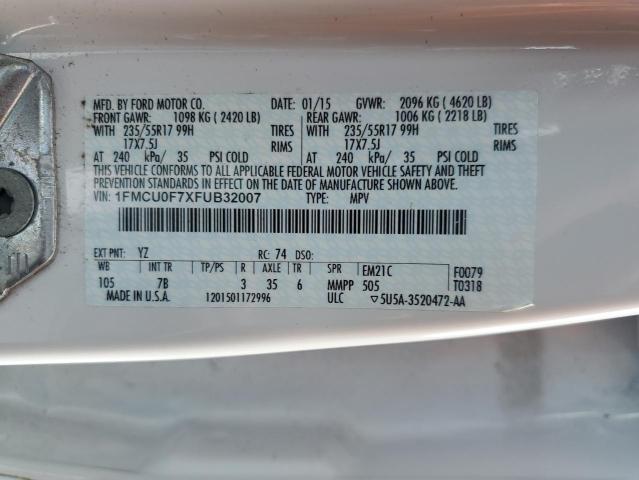 MFD. BY FORD MOTOR CO. DATE: 01/15 GVWR: 2096 KG ( 4620 LB)
FRONT GAWR: 1098 KG ( 2420 LB) REAR GAWR: 1006 KG ( 2218 LB)
WITH 235/55R17 99H TIRES WITH 235/55R17 99H TIRES
17X7.5J RIMS 17X7.5J RIMS
AT 240 kPa/ 35 PSI COLD AT 240 kPa/ 35 PSI COLD
THIS VEHICLE CONFORMS TO ALL APPLICABLE FEDERAL MOTOR VEHICLE SAFETY AND THEFT
PREVENTION STANDARDS IN EFFECT ON THE DATE OF MANUFACTURE SHOWN ABOVE.
VIN: 1FMCU0F7XFUB32007 TYPE: MPV
EXT PNT: YZ RC: 74 DSO:
WB INT TR TP/PS R AXLE TR SPR EM21C F0079
105 7B 3 35 6 MMPP 505 T0318
MADE IN U.S.A. 1201501172996 ULC 5U5A-3520472-AA